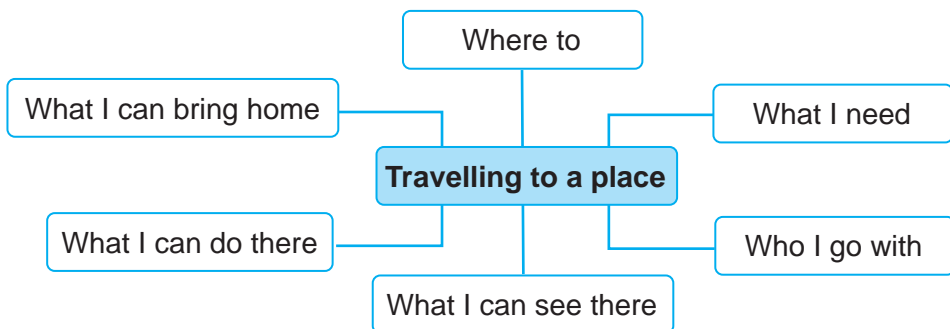 Where to
What I can bring home
What I need
Travelling to a place
What I can do there
Who I go with
What I can see there